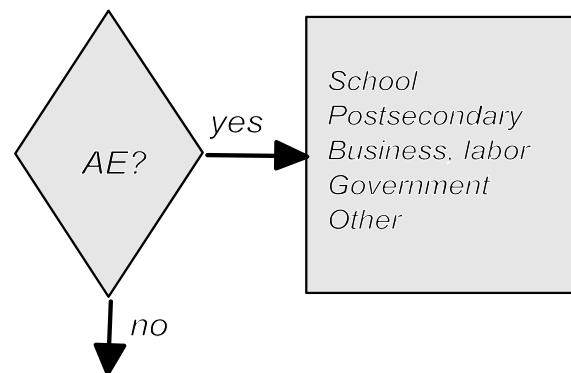 yes
School
Postsecondary
Business, labor
Government
Other
AE?
no